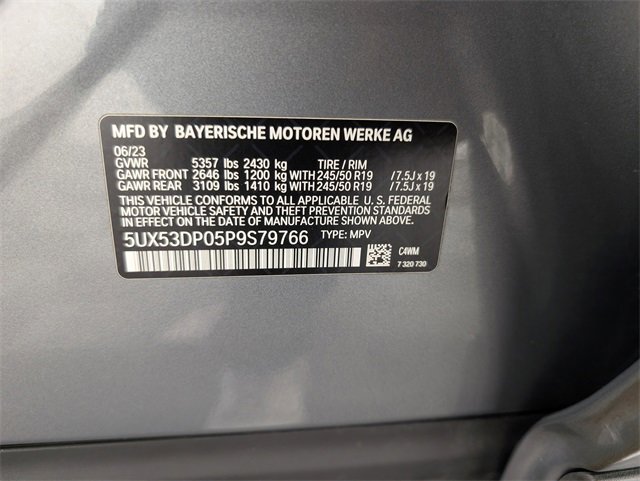 MFD BY BAYERISCHE MOTOREN WERKE AG
06/23
GVWR 5357 lbs 2430 kg TIRE / RIM
GAWR FRONT 2646 lbs 1200 kg WITH 245/50 R19 / 7.5J x 19
GAWR REAR 3109 lbs 1410 kg WITH 245/50 R19 / 7.5J x 19
THIS VEHICLE CONFORMS TO ALL APPLICABLE U. S. FEDERAL
MOTOR VEHICLE SAFETY AND THEFT PREVENTION STANDARDS
IN EFFECT ON THE DATE OF MANUFACTURE SHOWN ABOVE.
5UX53DP05P9S79766 TYPE: MPV
C4WM
7 320 730